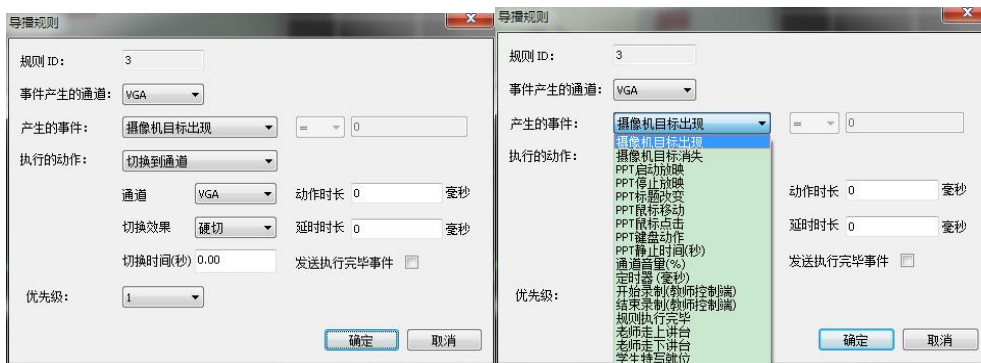 导播规则
规则 ID： 3
事件产生的通道： VGA
产生的事件： 摄像机目标出现 = 0
执行的动作： 切换到通道
通道 VGA 动作时长 0 毫秒
切换效果 硬切 延时时长 0 毫秒
切换时间(秒) 0.00 发送执行完毕事件
优先级： 1
确定 取消
导播规则
规则 ID： 3
事件产生的通道： VGA
产生的事件： 摄像机目标出现 = 0
执行的动作：
摄像机目标出现
摄像机目标消失
PPT启动放映
PPT停止放映
PPT标题改变
PPT鼠标移动
PPT鼠标点击
PPT键盘动作
PPT静止时间(秒)
通道音量(%)
定时器(毫秒)
开始录制(教师控制端)
结束录制(教师控制端)
规则执行完毕
老师走上讲台
老师走下讲台
学生特写就位
动作时长 0 毫秒
延时时长 0 毫秒
发送执行完毕事件
优先级：
确定 取消